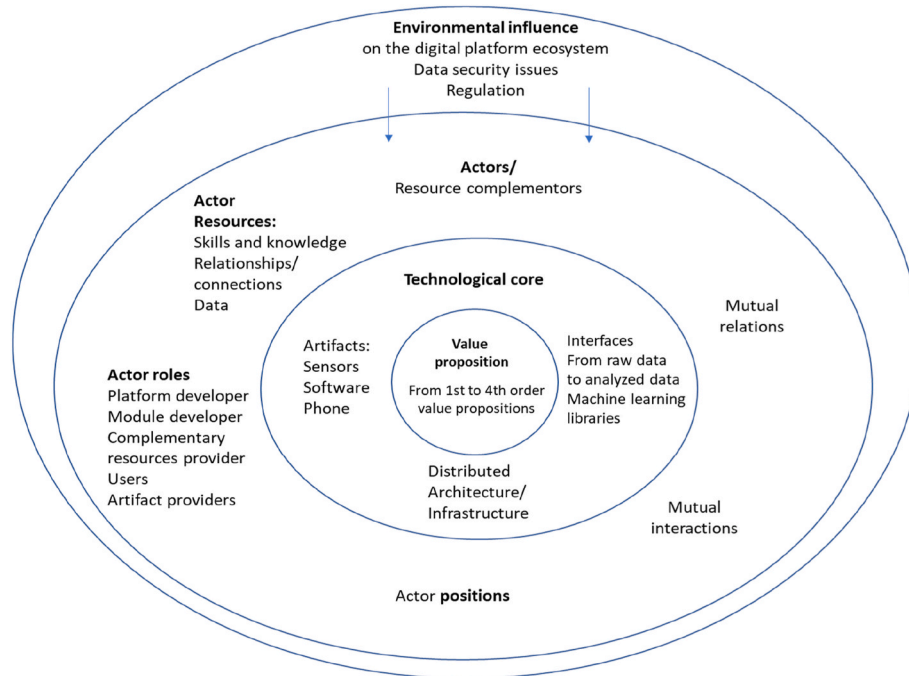 Environmental influence
on the digital platform ecosystem
Data security issues
Regulation
Actors/
Resource complementors
Actor
Resources:
Skills and knowledge
Relationships/
connections
Data
Technological core
Mutual
relations
Artifacts:
Sensors
Software
Phone
Value
proposition
From 1st to 4th order
value propositions
Interfaces
From raw data
to analyzed data
Machine learning
libraries
Actor roles
Platform developer
Module developer
Complementary
resources provider
Users
Artifact providers
Distributed
Architecture/
Infrastructure
Mutual
interactions
Actor positions